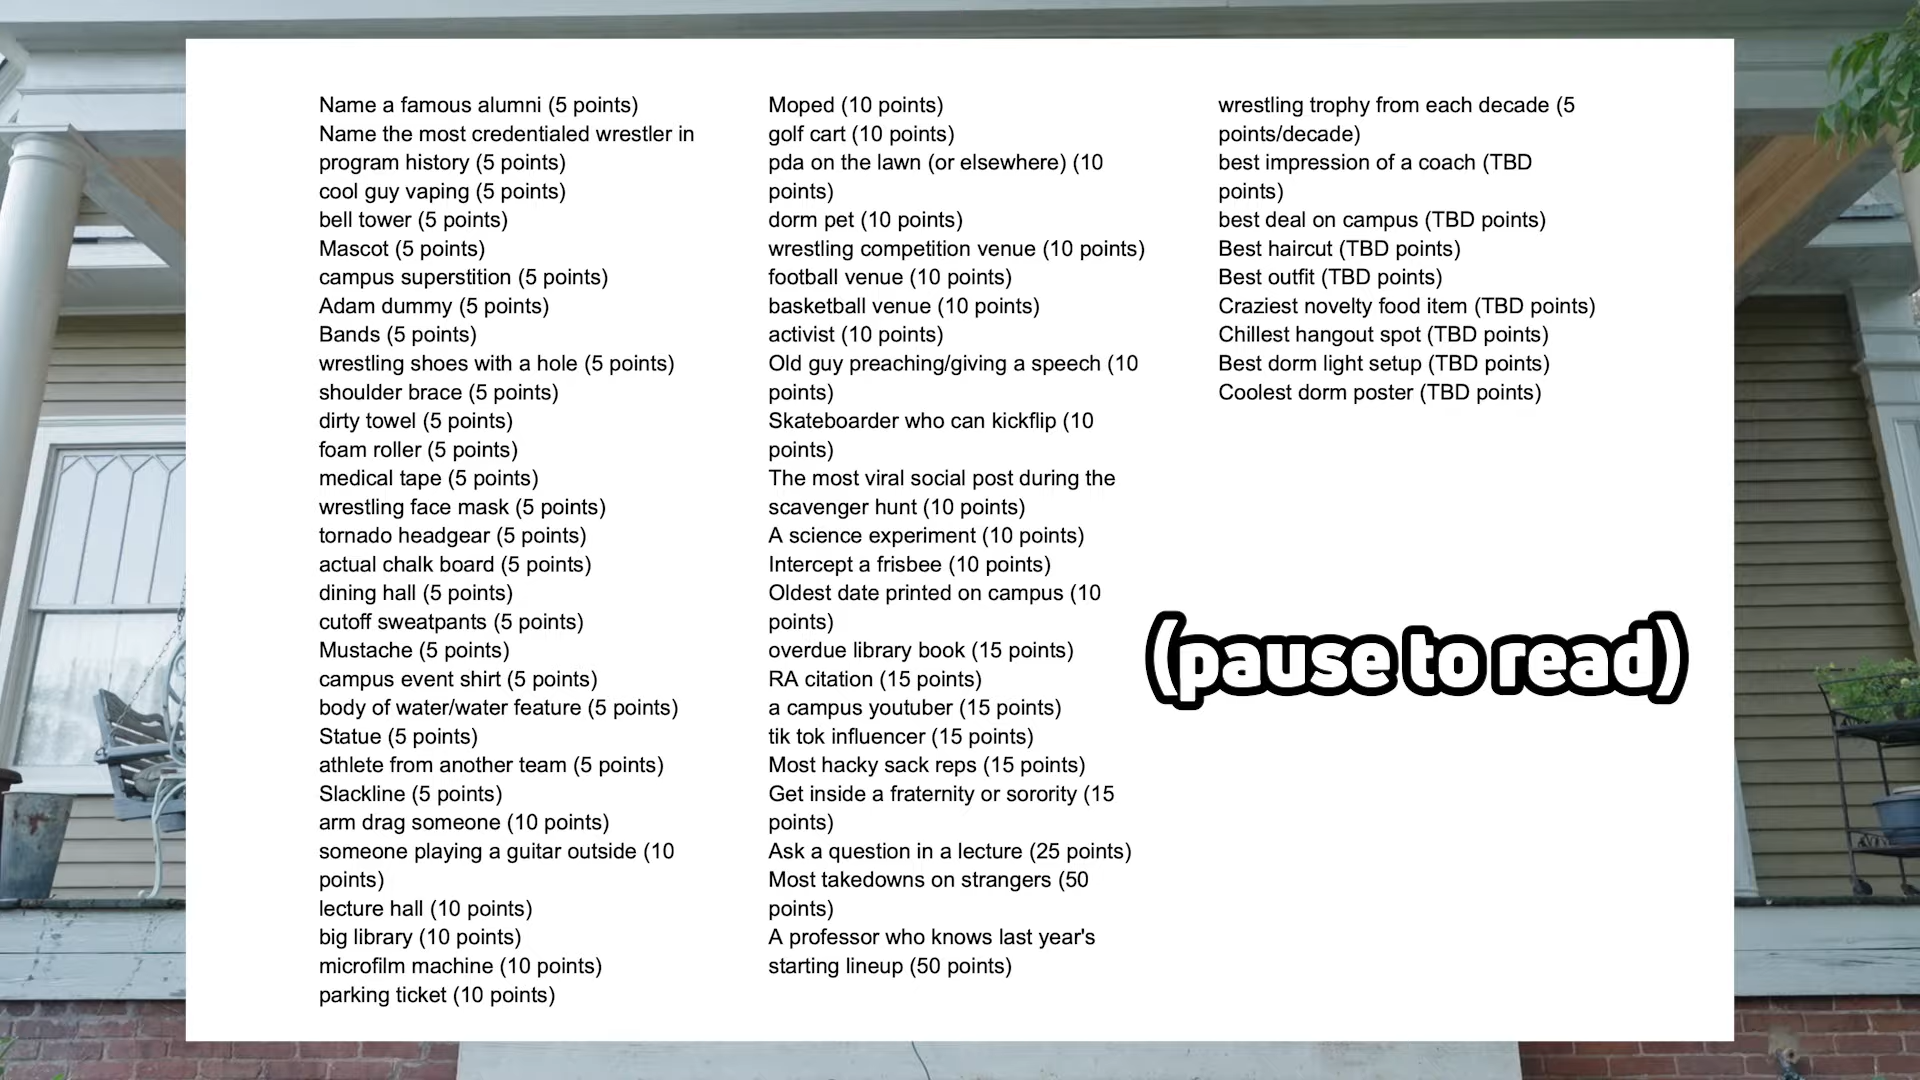 Name a famous alumni (5 points)
Name the most credentialed wrestler in
program history (5 points)
cool guy vaping (5 points)
bell tower (5 points)
Mascot (5 points)
campus superstition (5 points)
Adam dummy (5 points)
Bands (5 points)
wrestling shoes with a hole (5 points)
shoulder brace (5 points)
dirty towel (5 points)
foam roller (5 points)
medical tape (5 points)
wrestling face mask (5 points)
tornado headgear (5 points)
actual chalk board (5 points)
dining hall (5 points)
cutoff sweatpants (5 points)
Mustache (5 points)
campus event shirt (5 points)
body of water/water feature (5 points)
Statue (5 points)
athlete from another team (5 points)
Slackline (5 points)
arm drag someone (10 points)
someone playing a guitar outside (10
points)
lecture hall (10 points)
big library (10 points)
microfilm machine (10 points)
parking ticket (10 points)
Moped (10 points)
golf cart (10 points)
pda on the lawn (or elsewhere) (10
points)
dorm pet (10 points)
wrestling competition venue (10 points)
football venue (10 points)
basketball venue (10 points)
activist (10 points)
Old guy preaching/giving a speech (10
points)
Skateboarder who can kickflip (10
points)
The most viral social post during the
scavenger hunt (10 points)
A science experiment (10 points)
Intercept a frisbee (10 points)
Oldest date printed on campus (10
points)
overdue library book (15 points)
RA citation (15 points)
a campus youtuber (15 points)
tik tok influencer (15 points)
Most hacky sack reps (15 points)
Get inside a fraternity or sorority (15
points)
Ask a question in a lecture (25 points)
Most takedowns on strangers (50
points)
A professor who knows last year's
starting lineup (50 points)
wrestling trophy from each decade (5
points/decade)
best impression of a coach (TBD
points)
best deal on campus (TBD points)
Best haircut (TBD points)
Best outfit (TBD points)
Craziest novelty food item (TBD points)
Chillest hangout spot (TBD points)
Best dorm light setup (TBD points)
Coolest dorm poster (TBD points)
(pause to read)